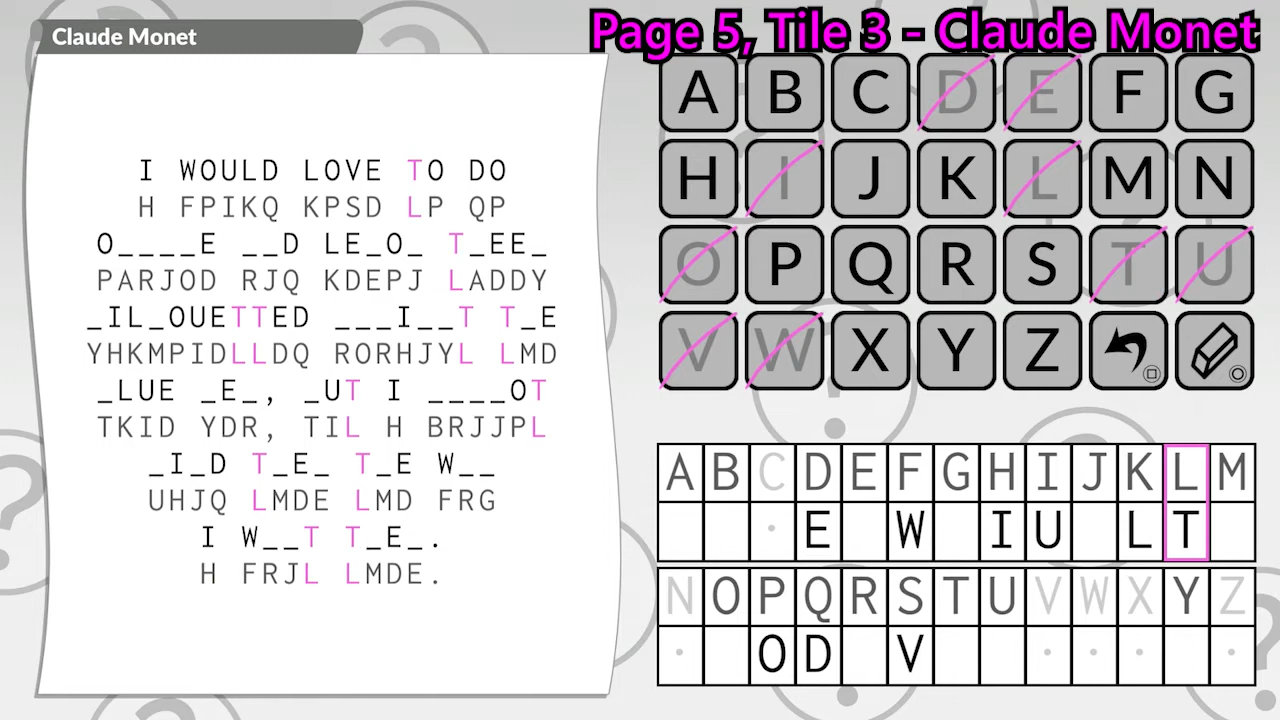 Claude Monet
Page 5, Tile 3 - Claude Monet
I WOULD LOVE TO DO
H FPIKQ KPSD LP QP
O____E __D LE_O_ T_EE_
PARJOD RJQ KDEPJ LADDY
_IL_OUETTED ___I__T T_E
YHKMPIDLLDQ RORHJYL LMD
_LUE _E_, _UT I ____OT
TKID YDR, TIL H BRJJPL
_I_D T_E_ T_E W__
UHJQ LMDE LMD FRG
I W__T T_E_.
H FRJL LMDE.
A B C D E F G
H I J K L M N
O P Q R S T U
V W X Y Z
A B C D E F G H I J K L M
E W I U L T
N O P Q R S T U V W X Y Z
O D V